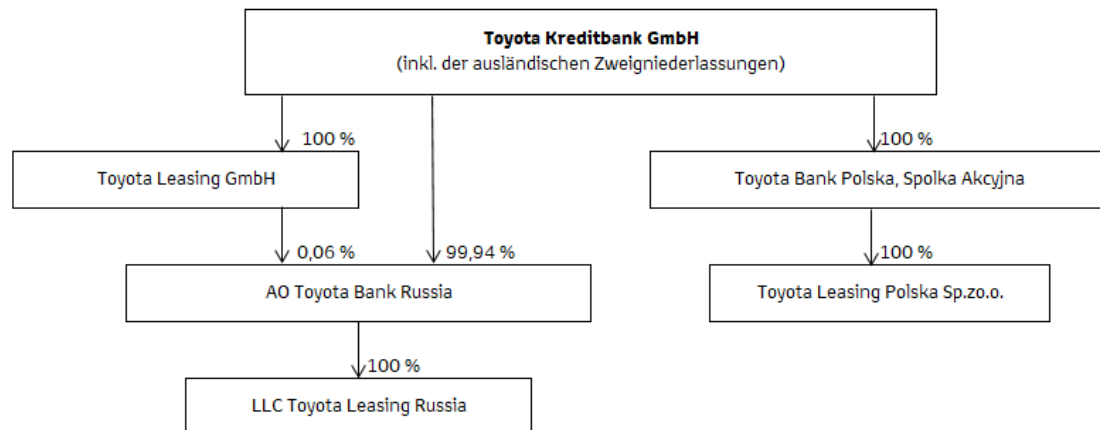 Toyota Kreditbank GmbH
(inkl. der ausländischen Zweigniederlassungen)
100 %
100 %
Toyota Leasing GmbH
Toyota Bank Polska, Spolka Akcyjna
0,06 %
99,94 %
100 %
AO Toyota Bank Russia
Toyota Leasing Polska Sp.zo.o.
100 %
LLC Toyota Leasing Russia